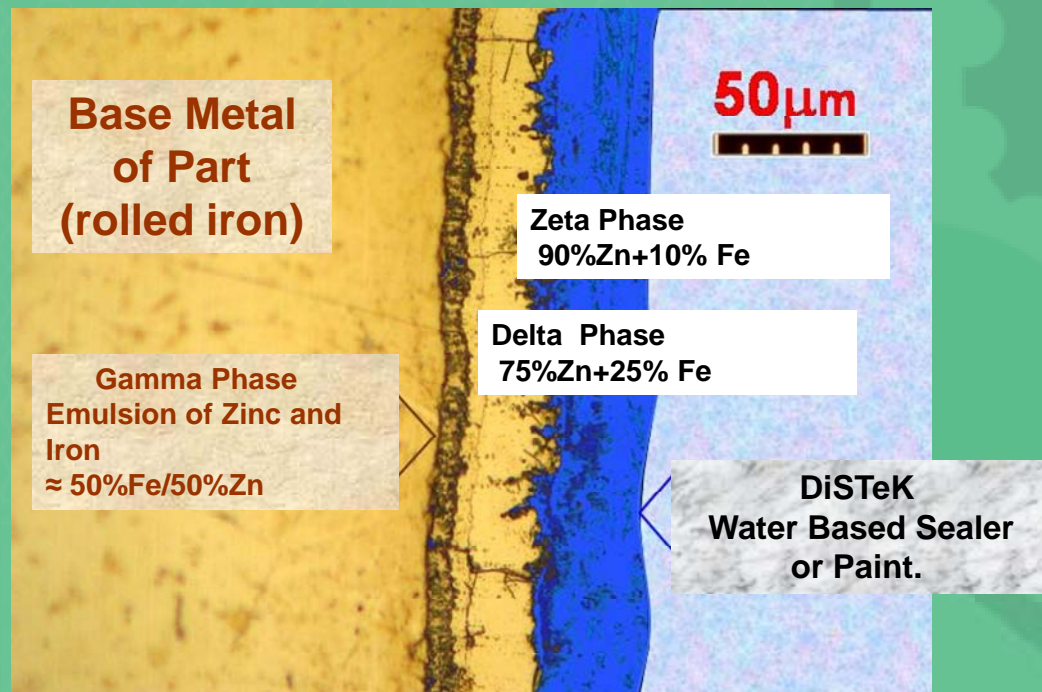 Base Metal
of Part
(rolled iron)
50µm
Zeta Phase
90%Zn+10% Fe
Delta Phase
75%Zn+25% Fe
Gamma Phase
Emulsion of Zinc and
Iron
≈ 50%Fe/50%Zn
DiSTeK
Water Based Sealer
or Paint.